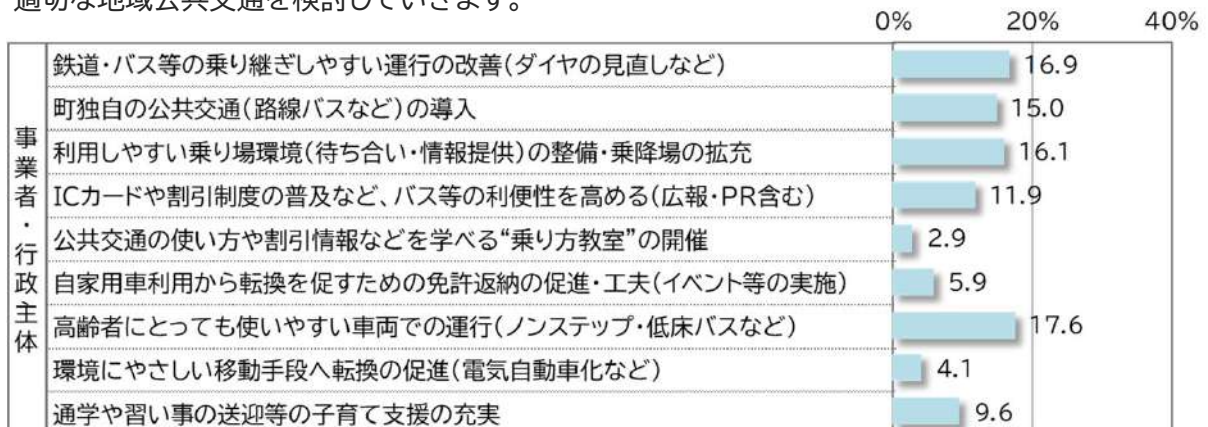 適切な地域公共交通を検討していきます。
0% 20% 40%
事業者・行政主体
鉄道・バス等の乗り継ぎしやすい運行の改善(ダイヤの見直しなど) 16.9
町独自の公共交通(路線バスなど)の導入 15.0
利用しやすい乗り場環境(待ち合い・情報提供)の整備・乗降場の拡充 16.1
ICカードや割引制度の普及など、バス等の利便性を高める(広報・PR含む) 11.9
公共交通の使い方や割引情報などを学べる“乗り方教室”の開催 2.9
自家用車利用から転換を促すための免許返納の促進・工夫(イベント等の実施) 5.9
高齢者にとっても使いやすい車両での運行(ノンステップ・低床バスなど) 17.6
環境にやさしい移動手段へ転換の促進(電気自動車化など) 4.1
通学や習い事の送迎等の子育て支援の充実 9.6